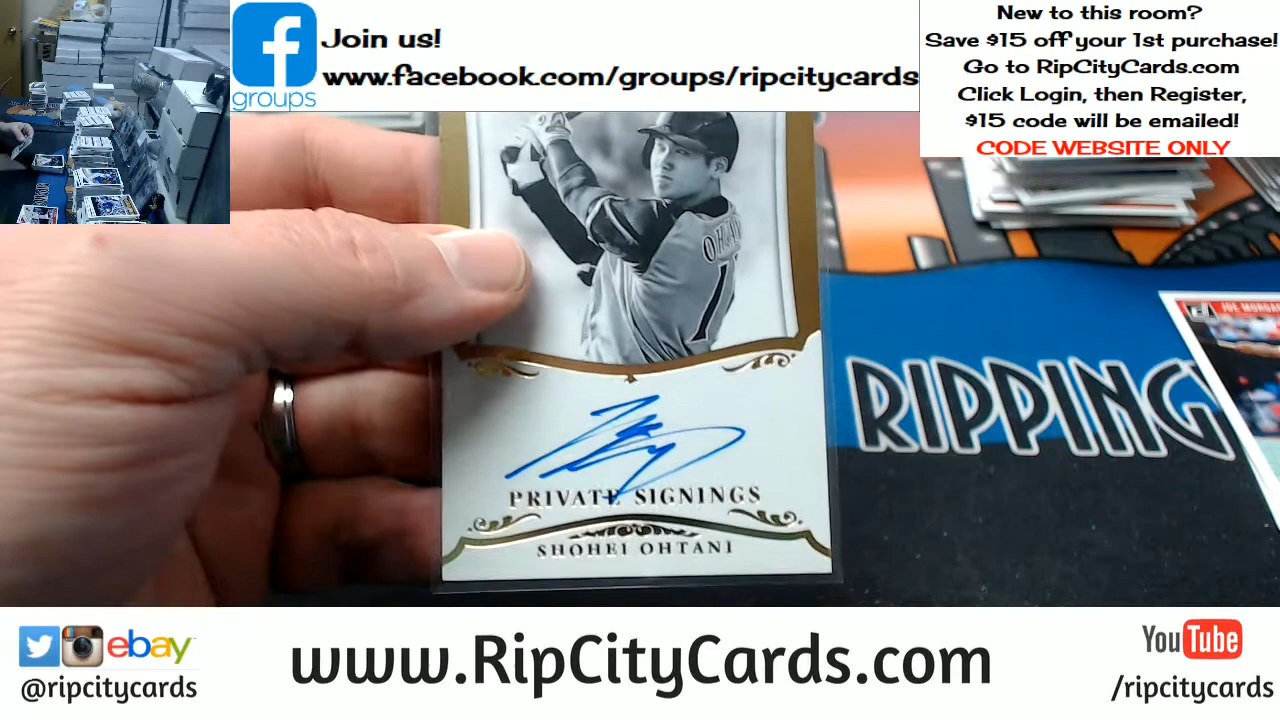 f
groups
Join us!
www.facebook.com/groups/ripcitycards
New to this room?
Save $15 off your 1st purchase!
Go to RipCityCards.com
Click Login, then Register,
$15 code will be emailed!
CODE WEBSITE ONLY
RIPPING
PRIVATE SIGNINGS
SHOHEI OHTANI
ebay
@ripcitycards
www.RipCityCards.com
YouTube
/ripcitycards